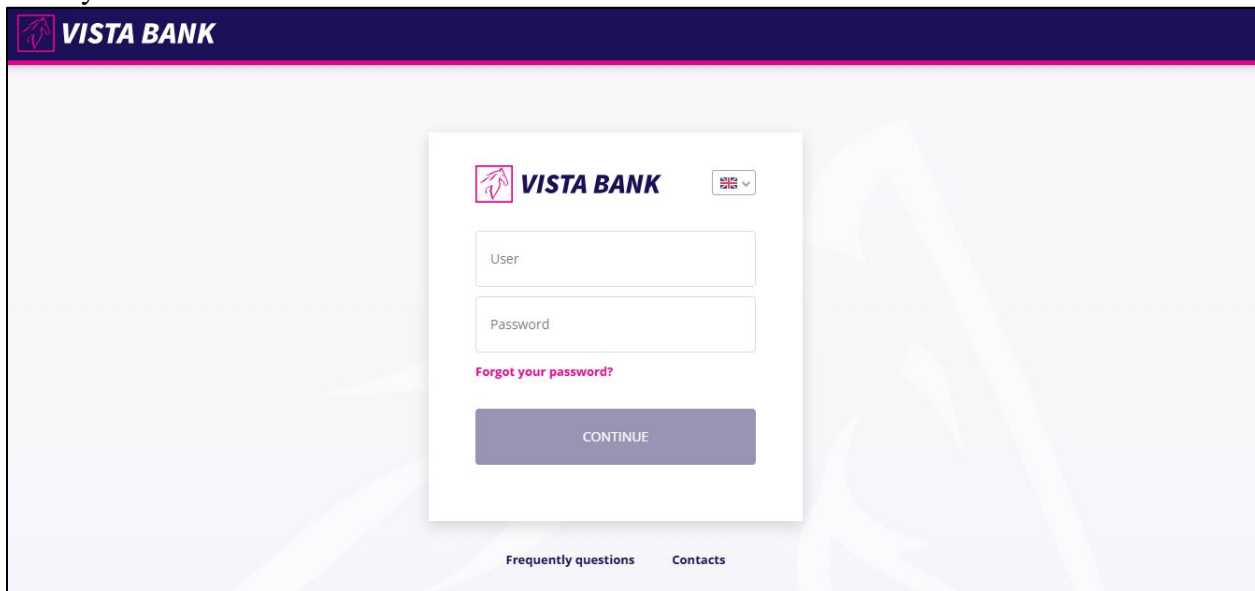 VISTA BANK
VISTA BANK
User
Password
Forgot your password?
CONTINUE
Frequently questions Contacts